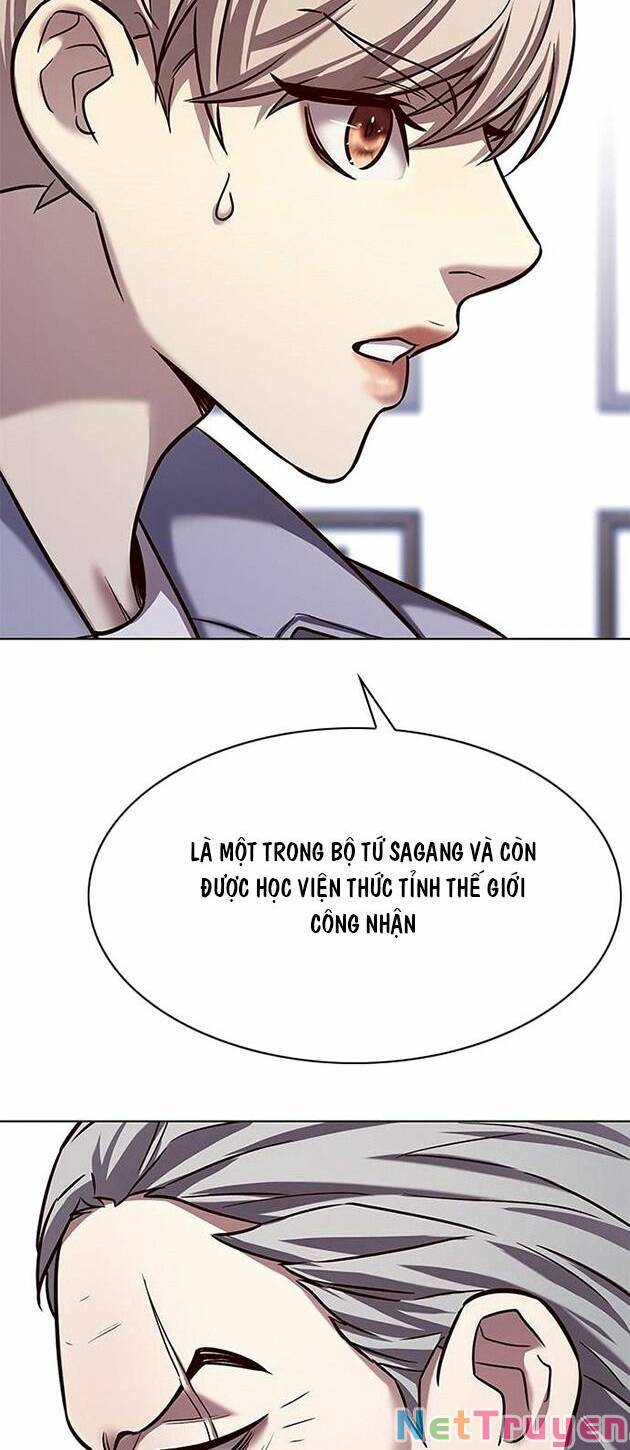 LÀ MỘT TRONG BỘ TỨ SAGANG VÀ CÒN
ĐƯỢC HỌC VIỆN THỨC TỈNH THẾ GIỚI
CÔNG NHẬN
NetTruyen